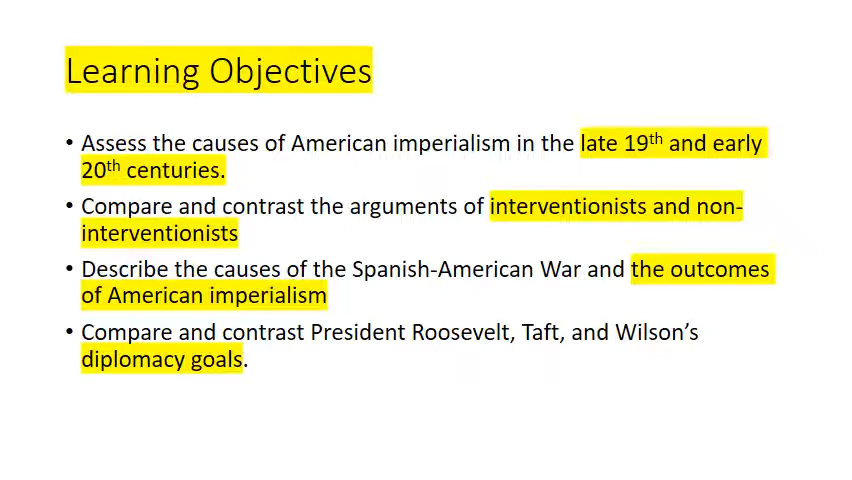 Learning Objectives
• Assess the causes of American imperialism in the late 19th and early
20th centuries.
• Compare and contrast the arguments of interventionists and non-
interventionists
• Describe the causes of the Spanish-American War and the outcomes
of American imperialism
• Compare and contrast President Roosevelt, Taft, and Wilson’s
diplomacy goals.